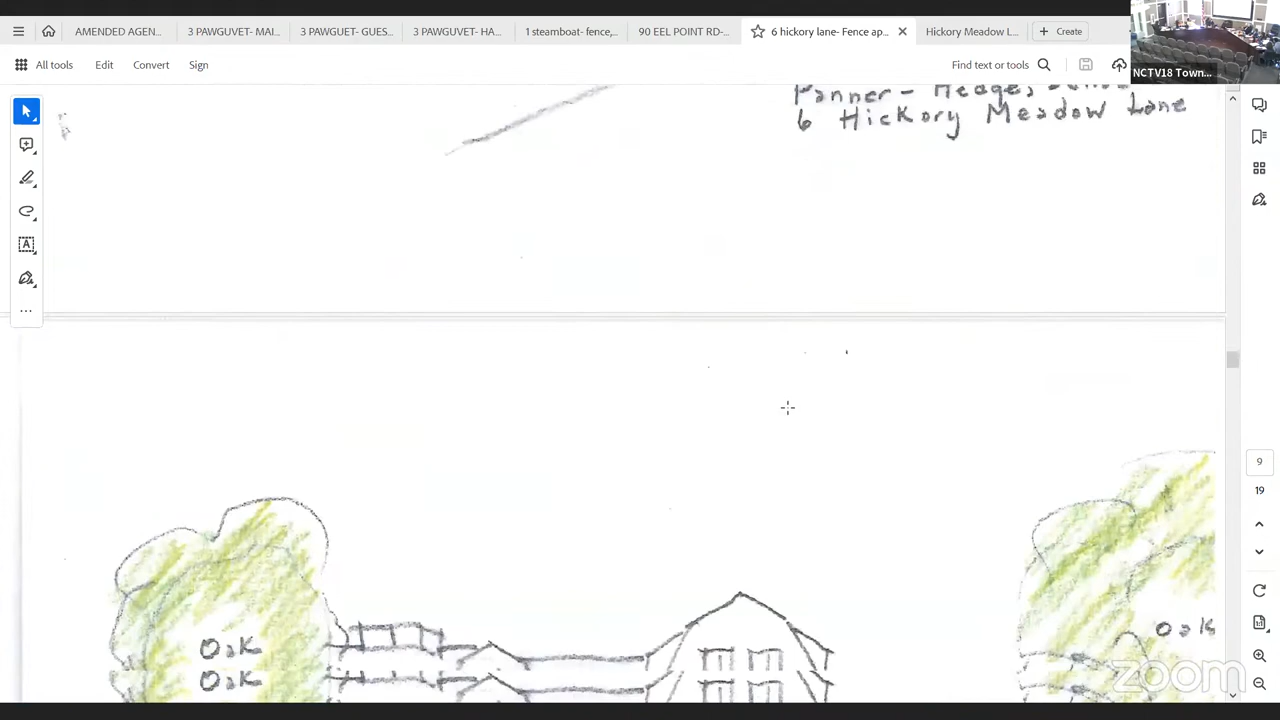 AMENDED AGEN...
3 PAWGUVET- MAI...
3 PAWGUET- GUES...
3 PAWGUVET- HA...
1 steamboat- fence,...
90 EEL POINT RD-...
6 hickory lane- Fence ap...
Hickory Meadow L...
Create
All tools
Edit
Convert
Sign
Find text or tools
NCTV18 Town...
Panner - Hedge,
6 Hickory Meadow Lane
9
19
Oak
Oak
Oak
zoom